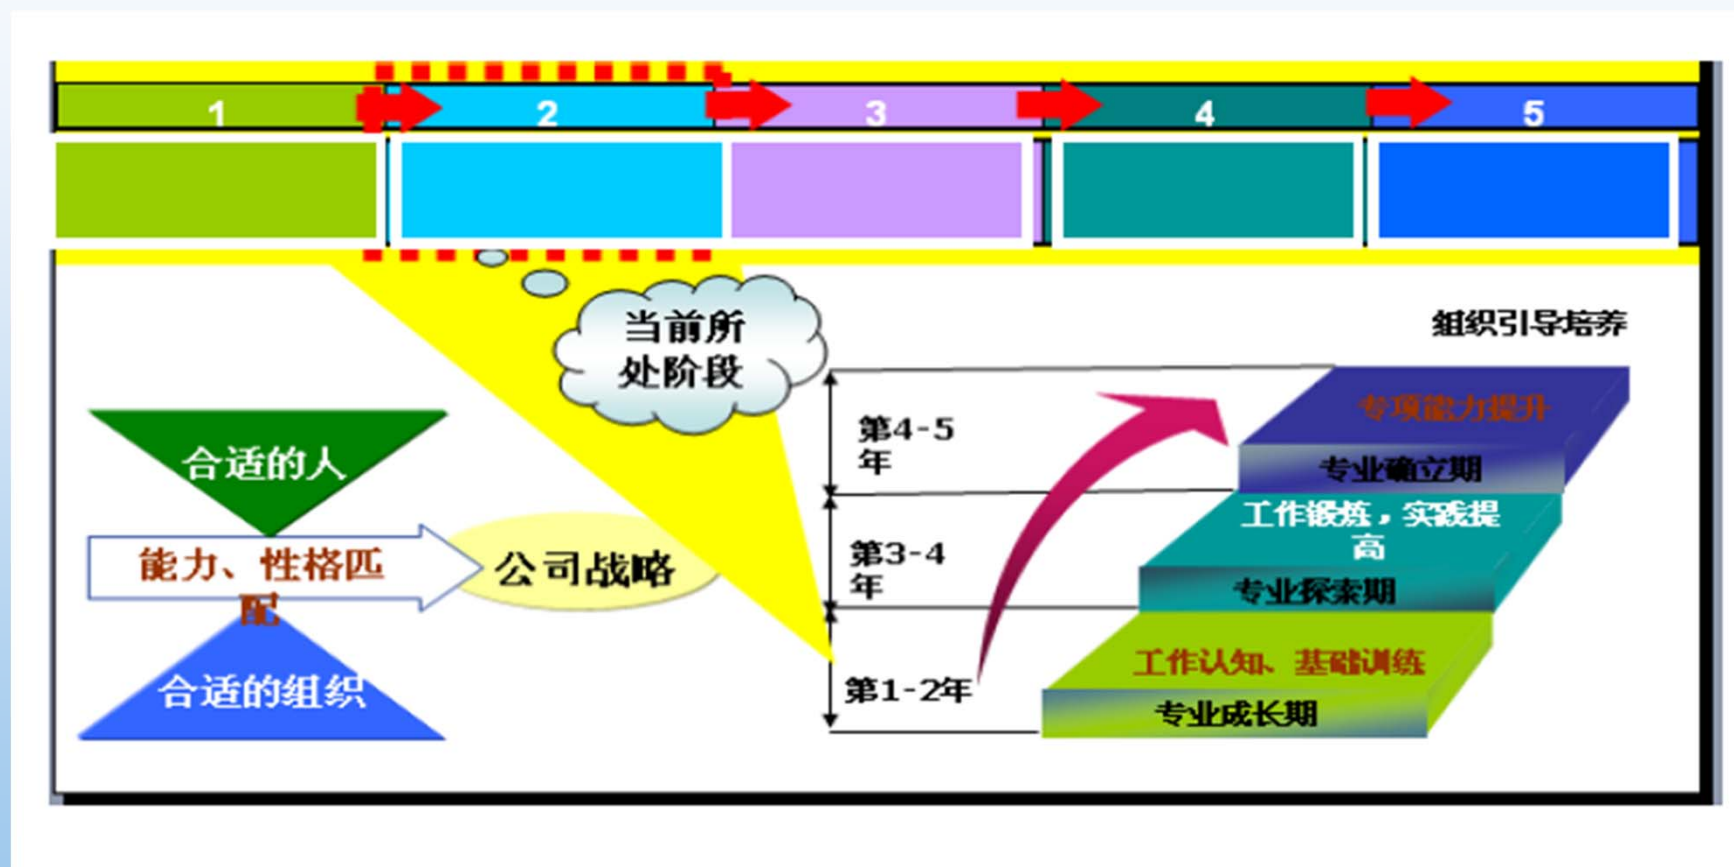 1
2
3
4
5
当前所
处阶段
组织引导培养
合适的人
能力、性格匹
配
合适的组织
公司战略
第4-5
年
第3-4
年
第1-2年
专项能力提升
专业确立期
工作锻炼，实践提
高
专业探索期
工作认知、基础训练
专业成长期